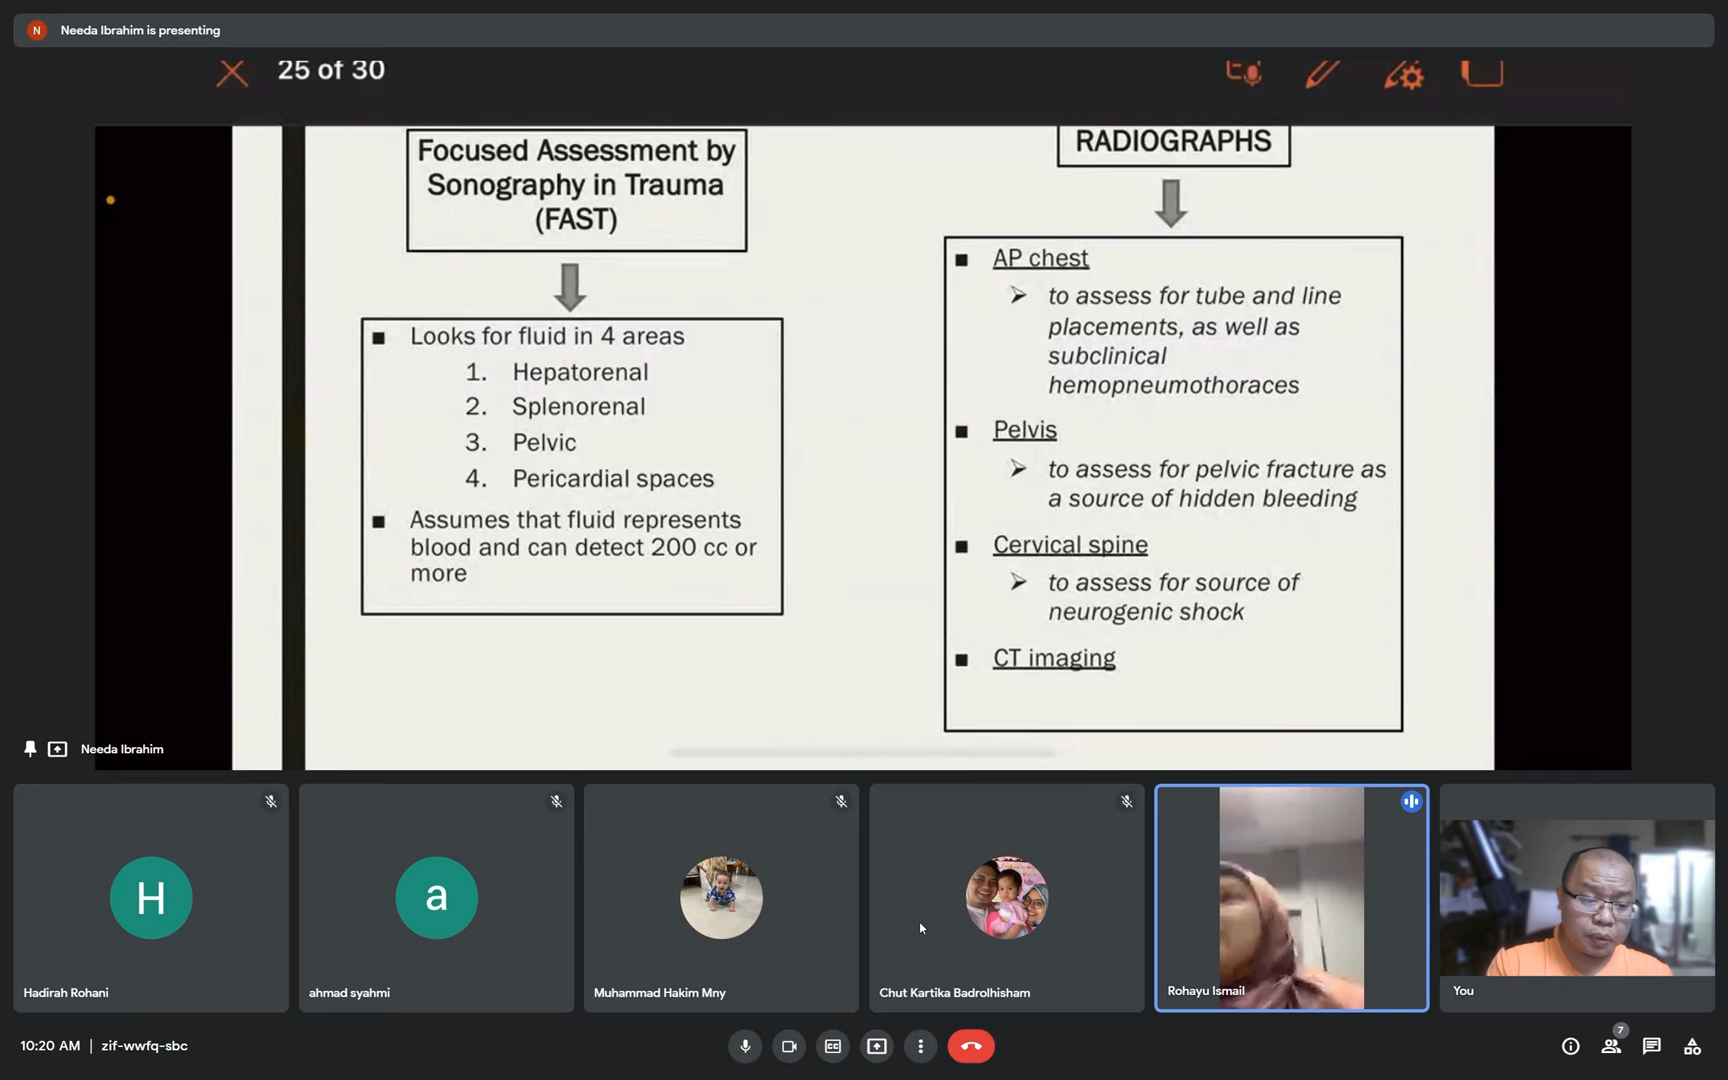 N Needa Ibrahim is presenting
25 of 30
Focused Assessment by
Sonography in Trauma
(FAST)
■ Looks for fluid in 4 areas
1. Hepatorenal
2. Splenorenal
3. Pelvic
4. Pericardial spaces
■ Assumes that fluid represents
blood and can detect 200 cc or
more
RADIOGRAPHS
■ AP chest
➢ to assess for tube and line
placements, as well as
subclinical
hemopneumothoraces
■ Pelvis
➢ to assess for pelvic fracture as
a source of hidden bleeding
■ Cervical spine
➢ to assess for source of
neurogenic shock
■ CT imaging
Needa Ibrahim
H
Hadirah Rohani
a
ahmad syahmi
Muhammad Hakim Mny
Chut Kartika Badrolhisham
Rohayu Ismail
You
10:20 AM | zif-wwfq-sbc
7